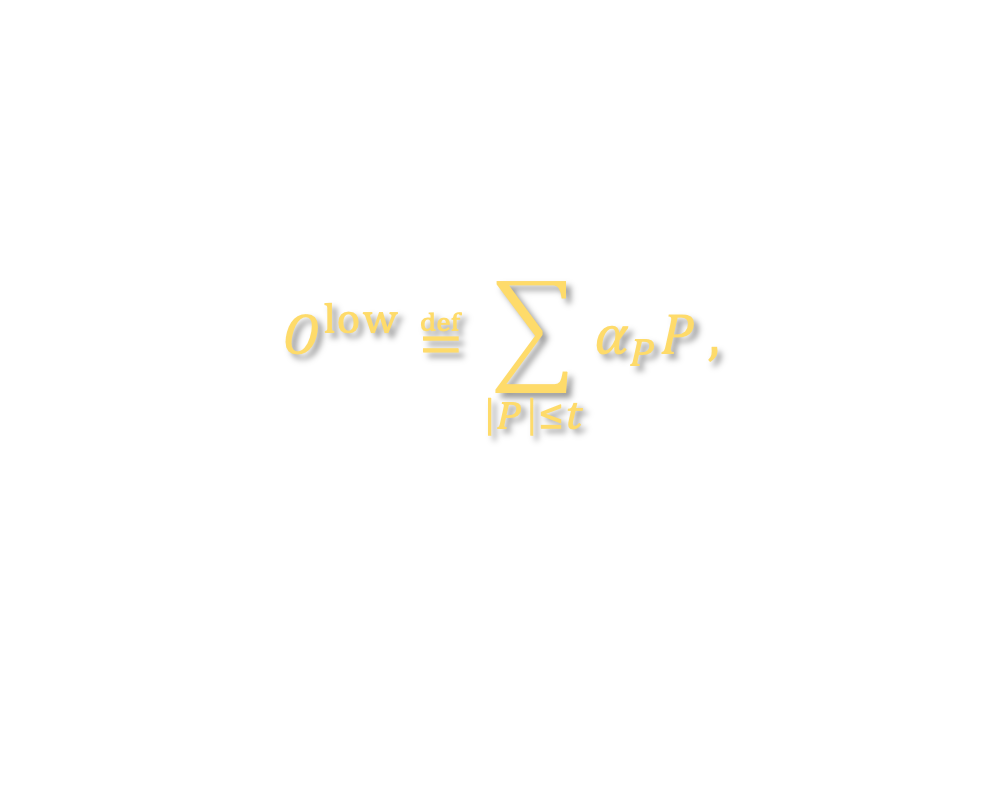 O^low ≝ ∑_{|P|≤t} α_P P ,